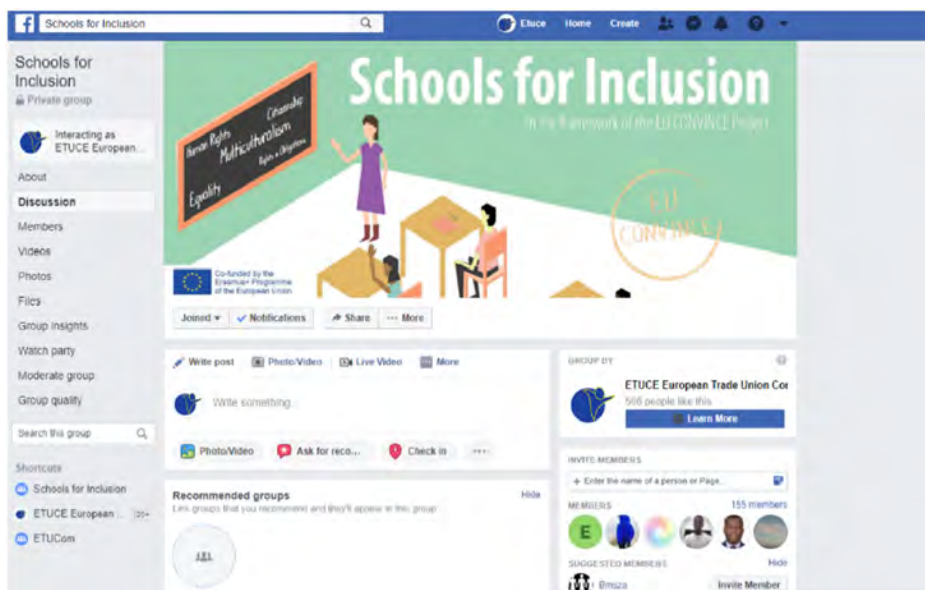 Schools for Inclusion
Etuce Home Create
Schools for
Inclusion
Private group
Interacting as
ETUCE European...
About
Discussion
Members
Videos
Photos
Files
Group insights
Watch party
Moderate group
Group quality
Search this group
Shortcuts
Schools for Inclusion
ETUCE European ... 20+
ETUCom
Human Rights
Citizenship
Multiculturalism
Rights & Obligations
Equality
Schools for Inclusion
In the framework of the EU CONVINCE Project
EU
CONVINCE
Co-funded by the
Erasmus+ Programme
of the European Union
Joined Notifications Share ... More
Write post Photo/Video Live Video More
Write something...
Photo/Video Ask for reco... Check in ...
Recommended groups Hide
Link groups that you recommend and they'll appear in this group
GROUP BY
ETUCE European Trade Union Co
566 people like this
Learn More
INVITE MEMBERS
+ Enter the name of a person or Page...
MEMBERS 155 members
E
SUGGESTED MEMBERS Hide
Invite Member